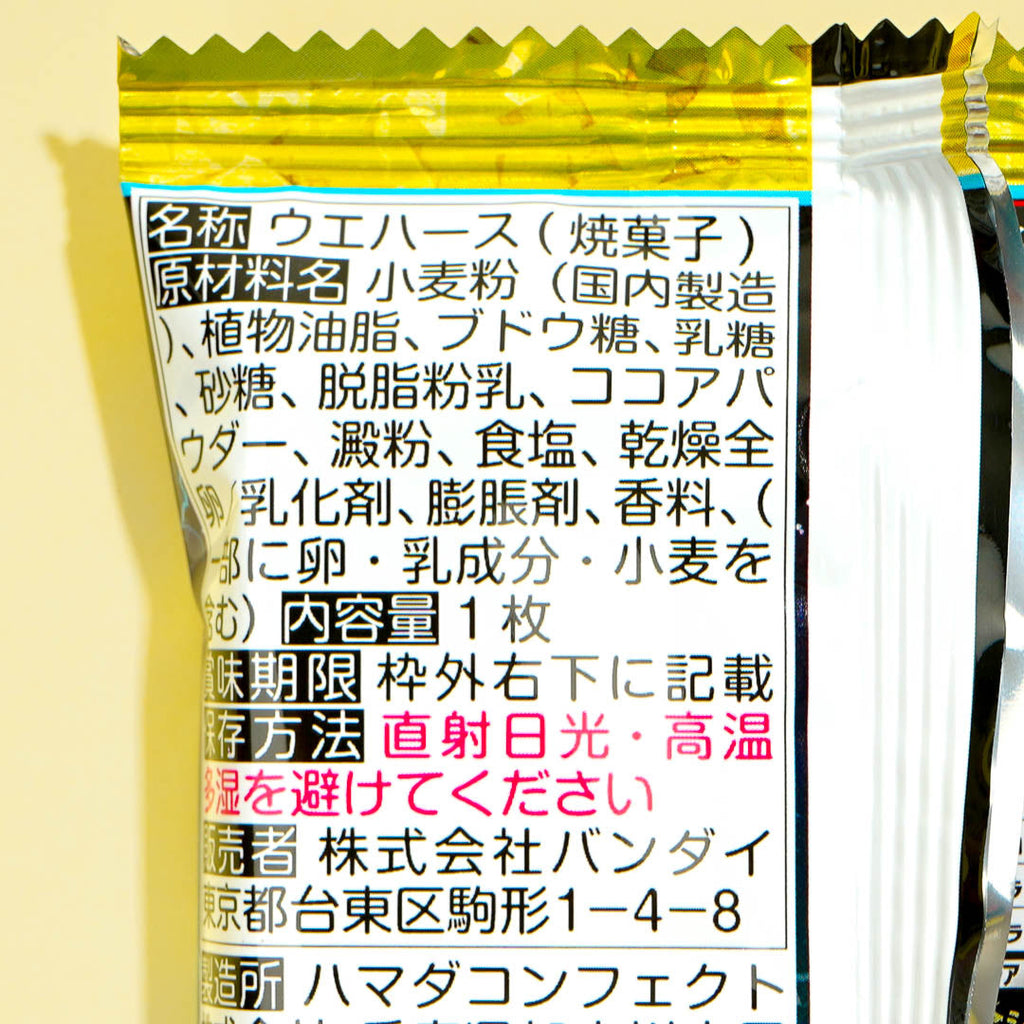 名称 ウエハース(焼菓子)
原材料名 小麦粉(国内製造
)、植物油脂、ブドウ糖、乳糖
、砂糖、脱脂粉乳、ココアパ
ウダー、澱粉、食塩、乾燥全
卵/乳化剤、膨脹剤、香料、(
一部に卵・乳成分・小麦を
含む) 内容量 1枚
賞味期限 枠外右下に記載
保存方法 直射日光・高温
多湿を避けてください
販売者 株式会社バンダイ
東京都台東区駒形1-4-8
製造所 ハマダコンフェクト